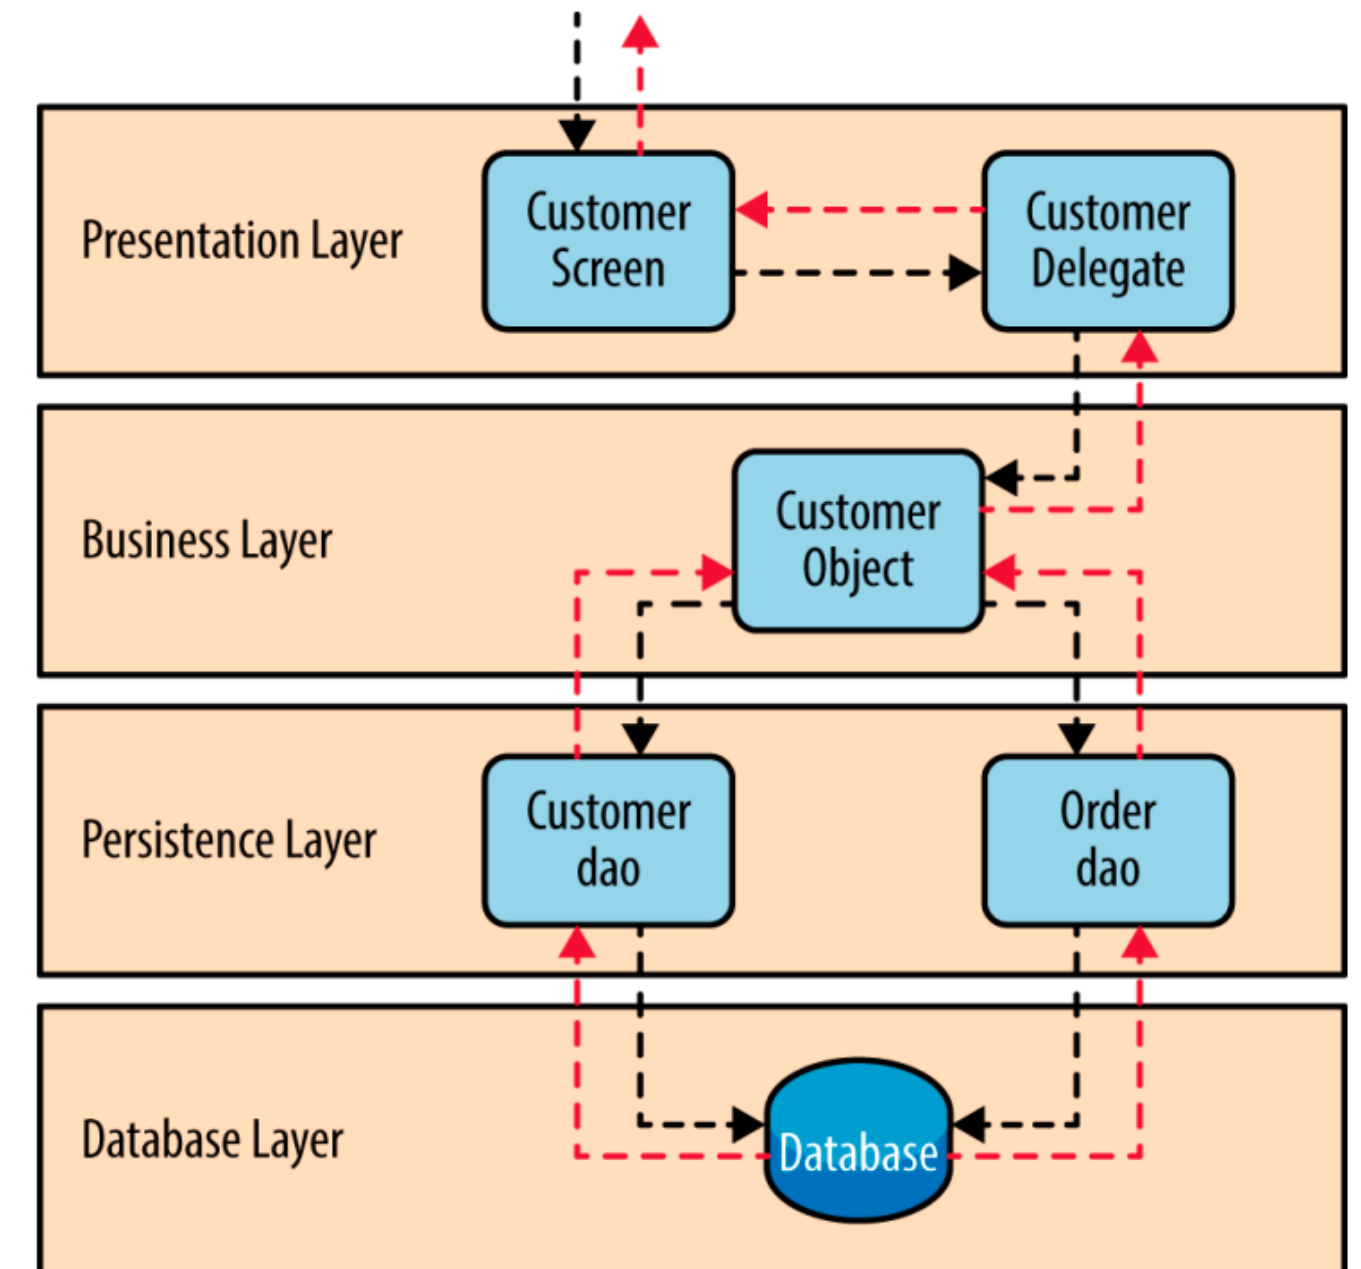 Presentation Layer
Customer
Screen
Customer
Delegate
Business Layer
Customer
Object
Persistence Layer
Customer
dao
Order
dao
Database Layer
Database